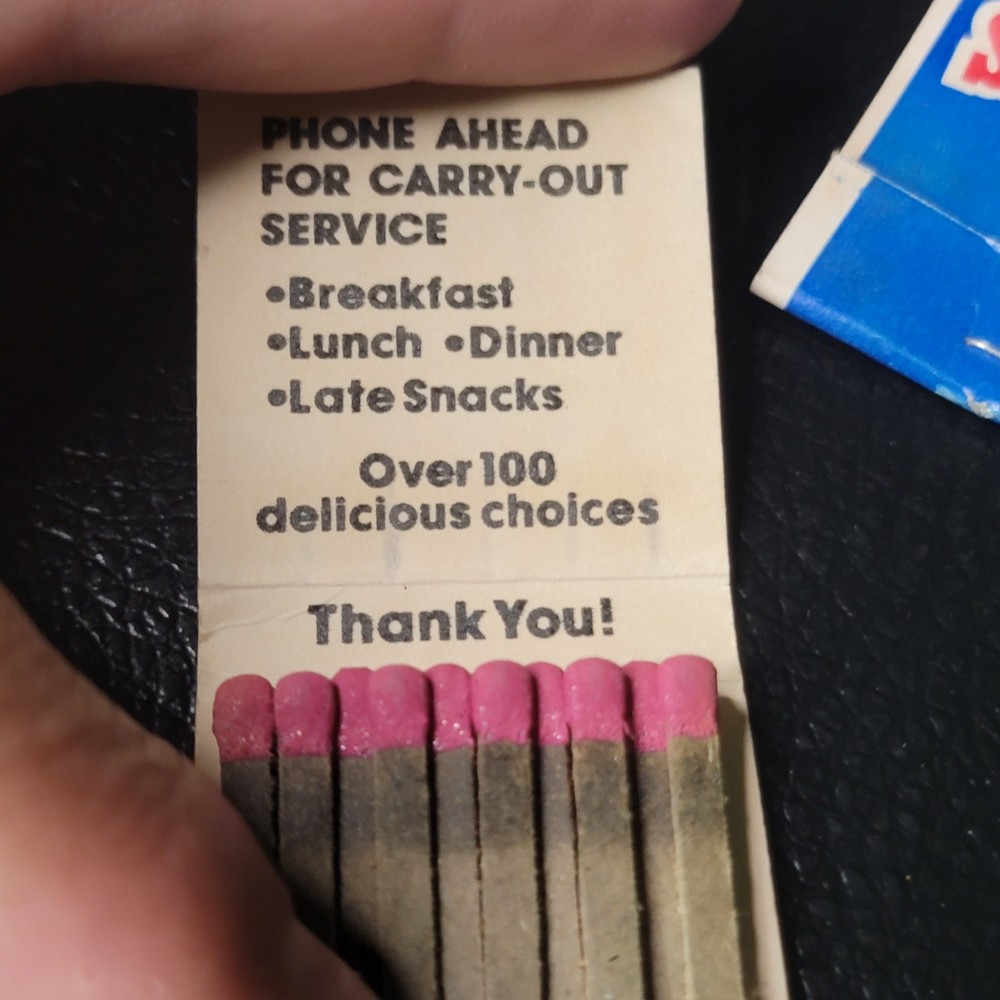 PHONE AHEAD
FOR CARRY-OUT
SERVICE
•Breakfast
•Lunch •Dinner
•Late Snacks
Over 100
delicious choices
Thank You!